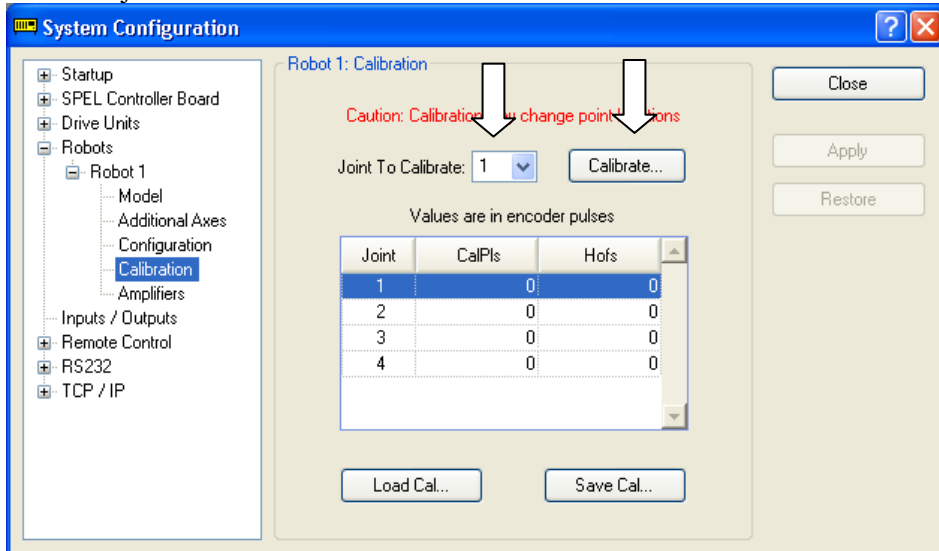 System Configuration
Startup
SPEL Controller Board
Drive Units
Robots
Robot 1
Model
Additional Axes
Configuration
Calibration
Amplifiers
Inputs / Outputs
Remote Control
RS232
TCP / IP
Robot 1: Calibration
Caution: Calibration change point
Joint To Calibrate: 1 Calibrate...
Values are in encoder pulses
Joint CalPls Hofs
1 0 0
2 0 0
3 0 0
4 0 0
Load Cal... Save Cal...
Close
Apply
Restore